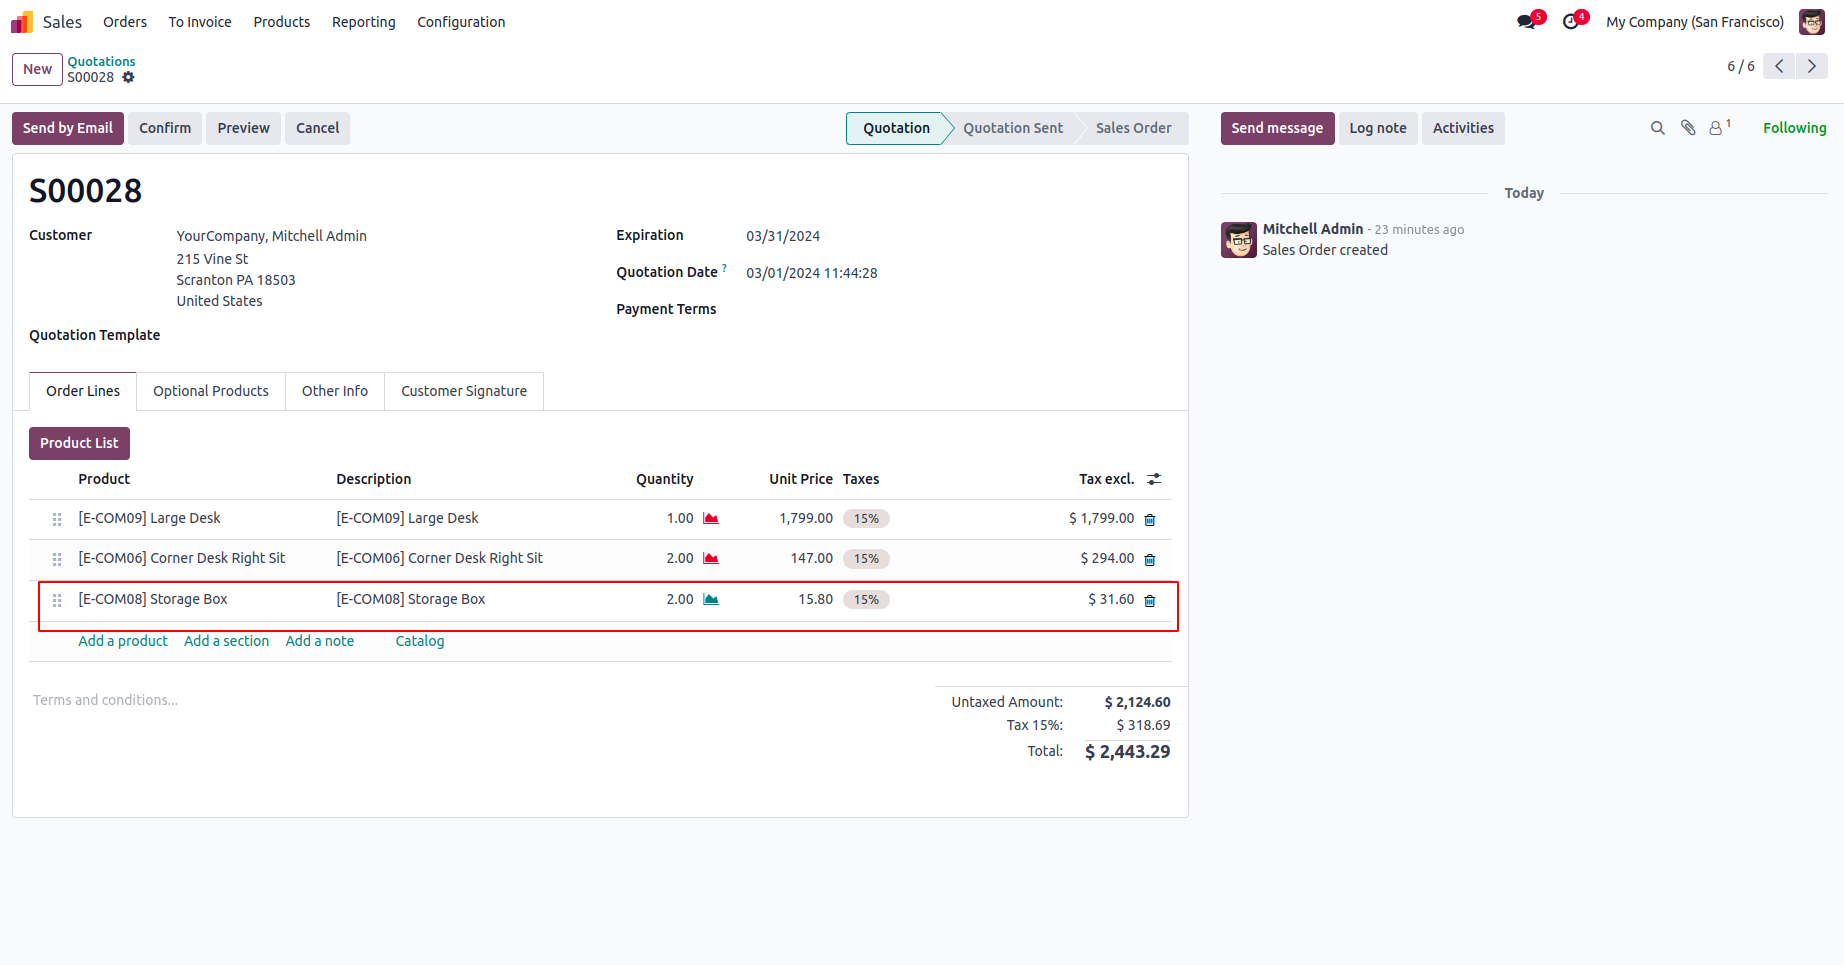 Sales Orders To Invoice Products Reporting Configuration 5 4 My Company (San Francisco)
New Quotations
S00028 6 / 6
Send by Email Confirm Preview Cancel Quotation Quotation Sent Sales Order Send message Log note Activities 1 Following
S00028
Today
Customer YourCompany, Mitchell Admin Expiration 03/31/2024
Mitchell Admin - 23 minutes ago
Sales Order created
215 Vine St
Scranton PA 18503 Quotation Date ? 03/01/2024 11:44:28
United States
Payment Terms
Quotation Template
Order Lines Optional Products Other Info Customer Signature
Product List
Product Description Quantity Unit Price Taxes Tax excl.
[E-COM09] Large Desk [E-COM09] Large Desk 1.00 1,799.00 15% $ 1,799.00
[E-COM06] Corner Desk Right Sit [E-COM06] Corner Desk Right Sit 2.00 147.00 15% $ 294.00
[E-COM08] Storage Box [E-COM08] Storage Box 2.00 15.80 15% $ 31.60
Add a product Add a section Add a note Catalog
Terms and conditions...
Untaxed Amount: $ 2,124.60
Tax 15%: $ 318.69
Total: $ 2,443.29